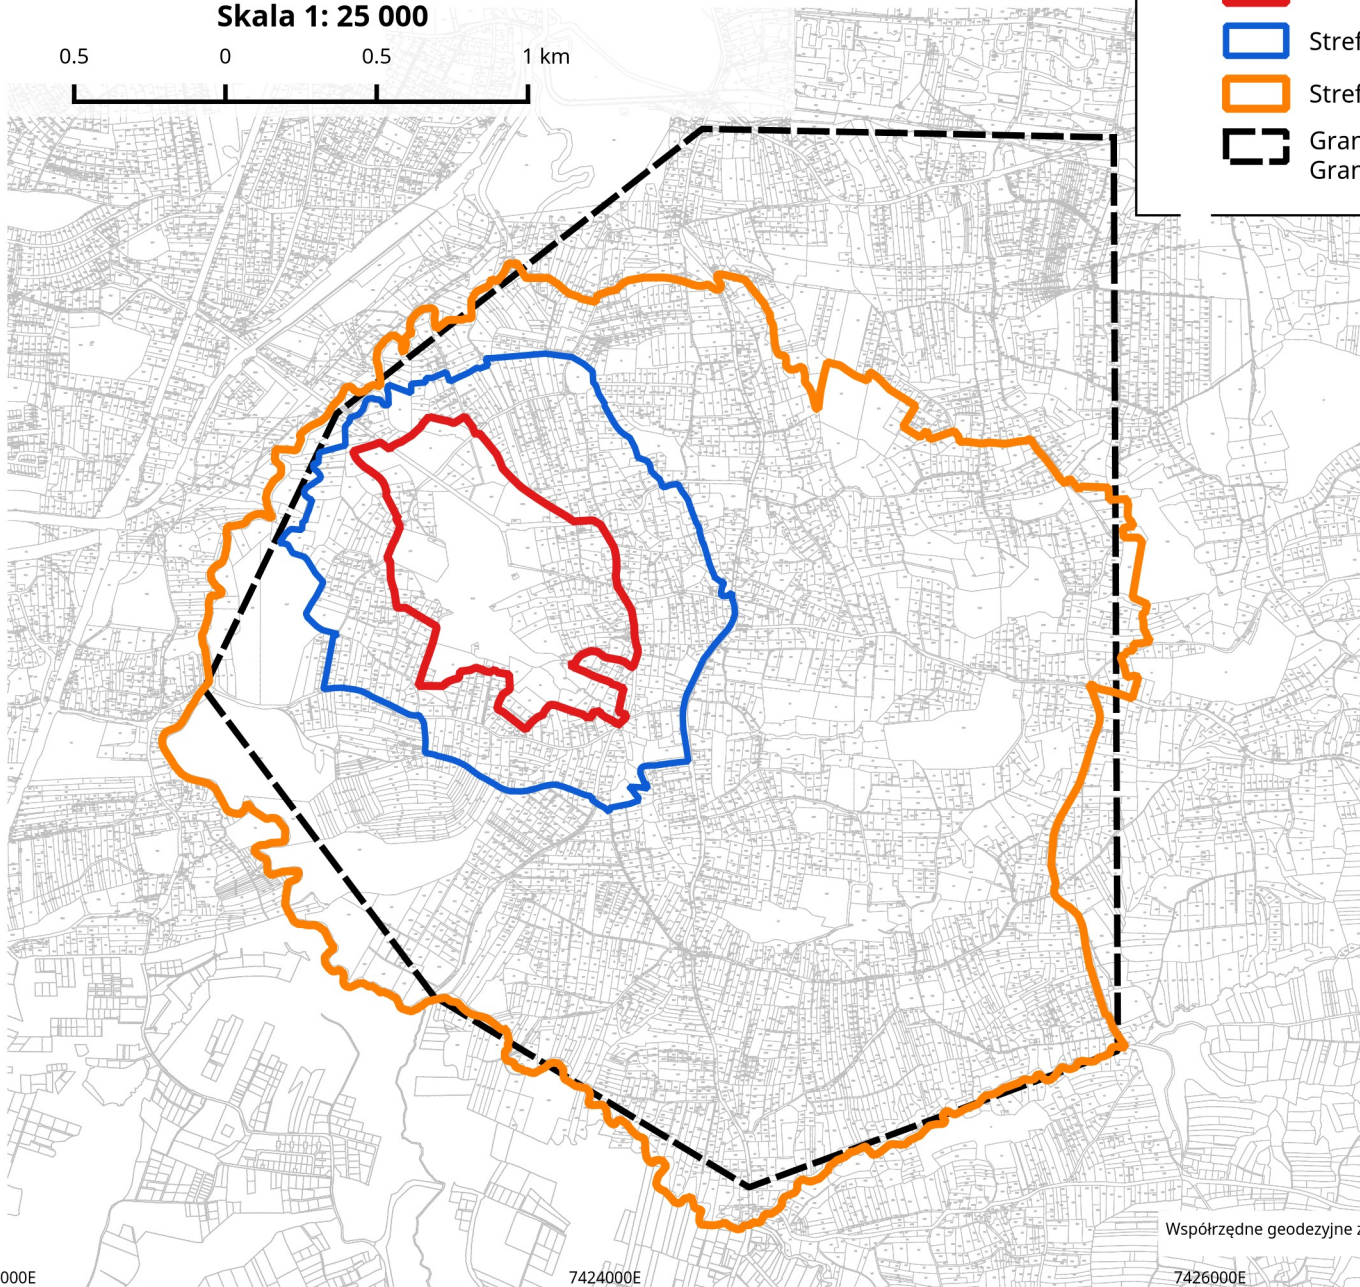 Skala 1: 25 000
0.5 0 0.5 1 km
Stref
Stref
Gran
Gran
Współrzędne geodezyjne z
000E 7424000E 7426000E